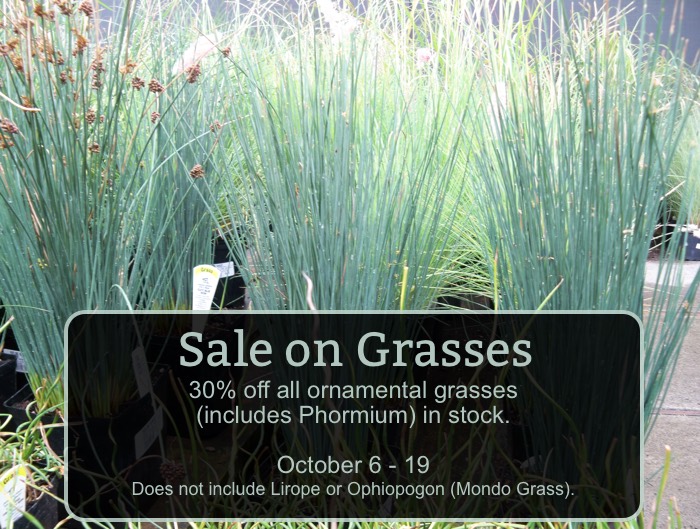 Sale on Grasses
30% off all ornamental grasses
(includes Phormium) in stock.
October 6 - 19
Does not include Lirope or Ophiopogon (Mondo Grass).